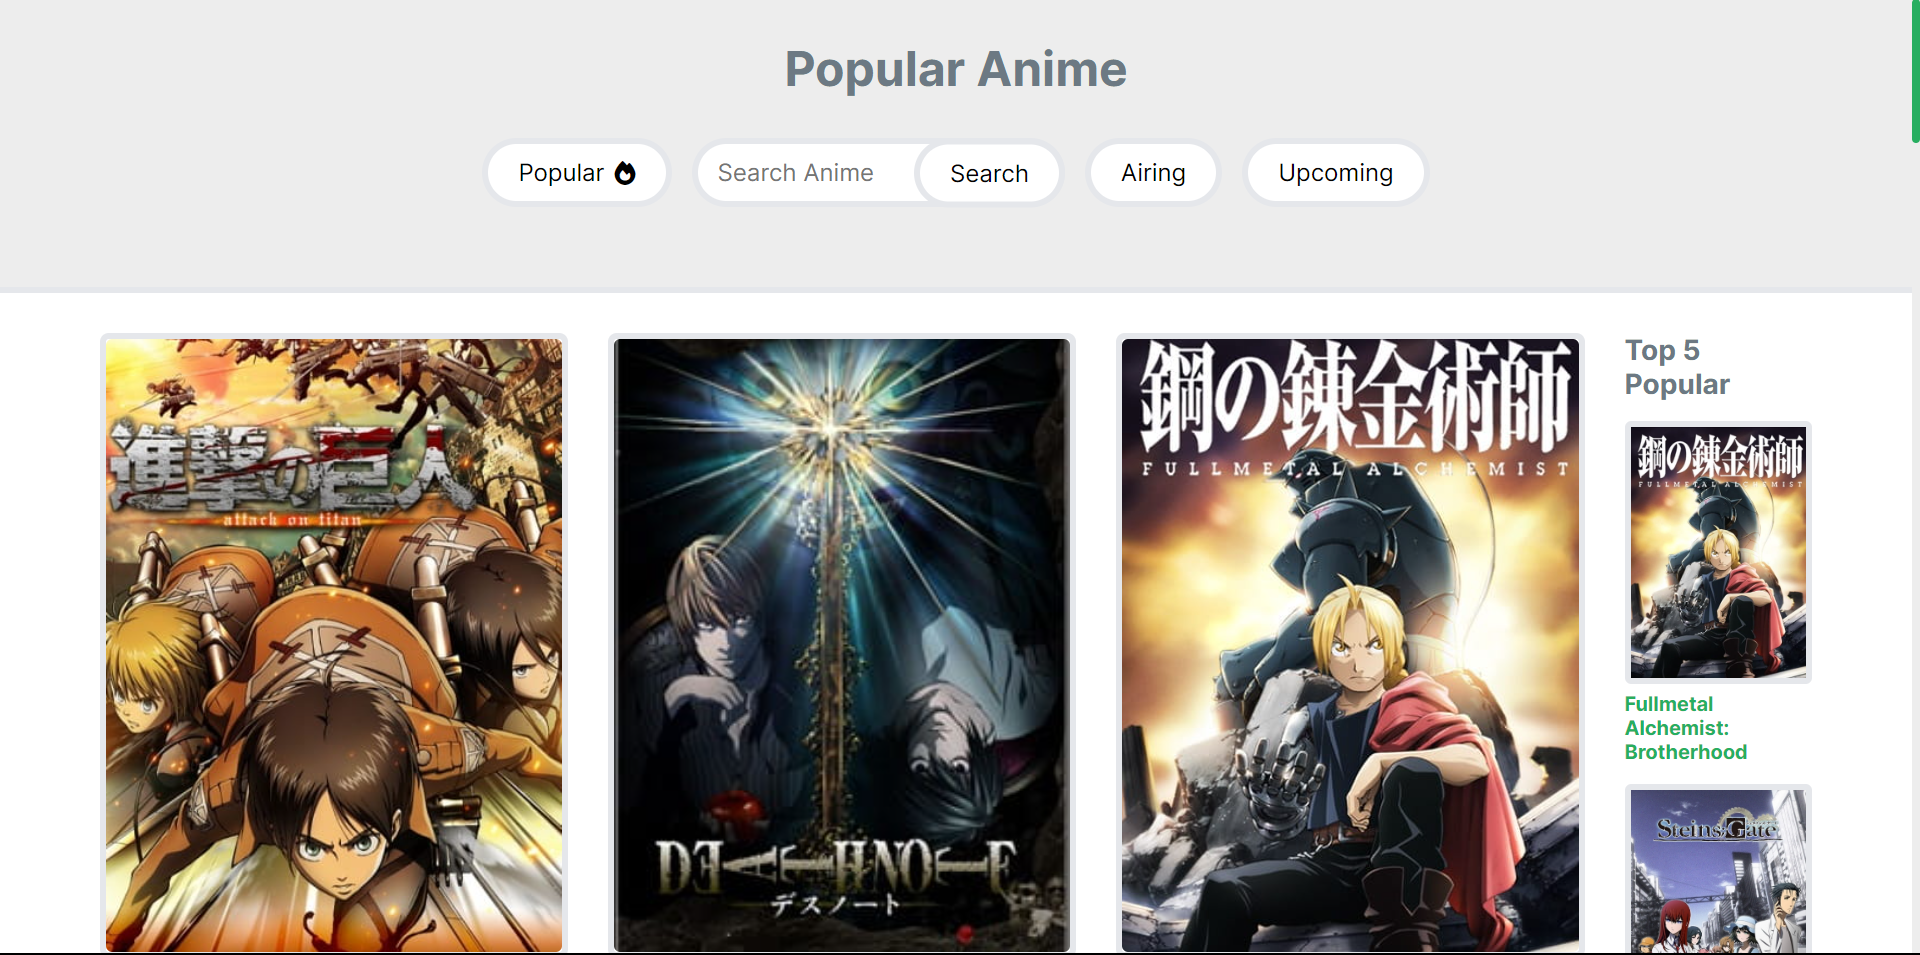 Popular Anime
Popular
Search Anime
Search
Airing
Upcoming
進撃の巨人
attack on titan
DEATH NOTE
デスノート
鋼の錬金術師
FULLMETAL ALCHEMIST
Top 5
Popular
鋼の錬金術師
FULLMETAL ALCHEMIST
Fullmetal
Alchemist:
Brotherhood
Steins;Gate